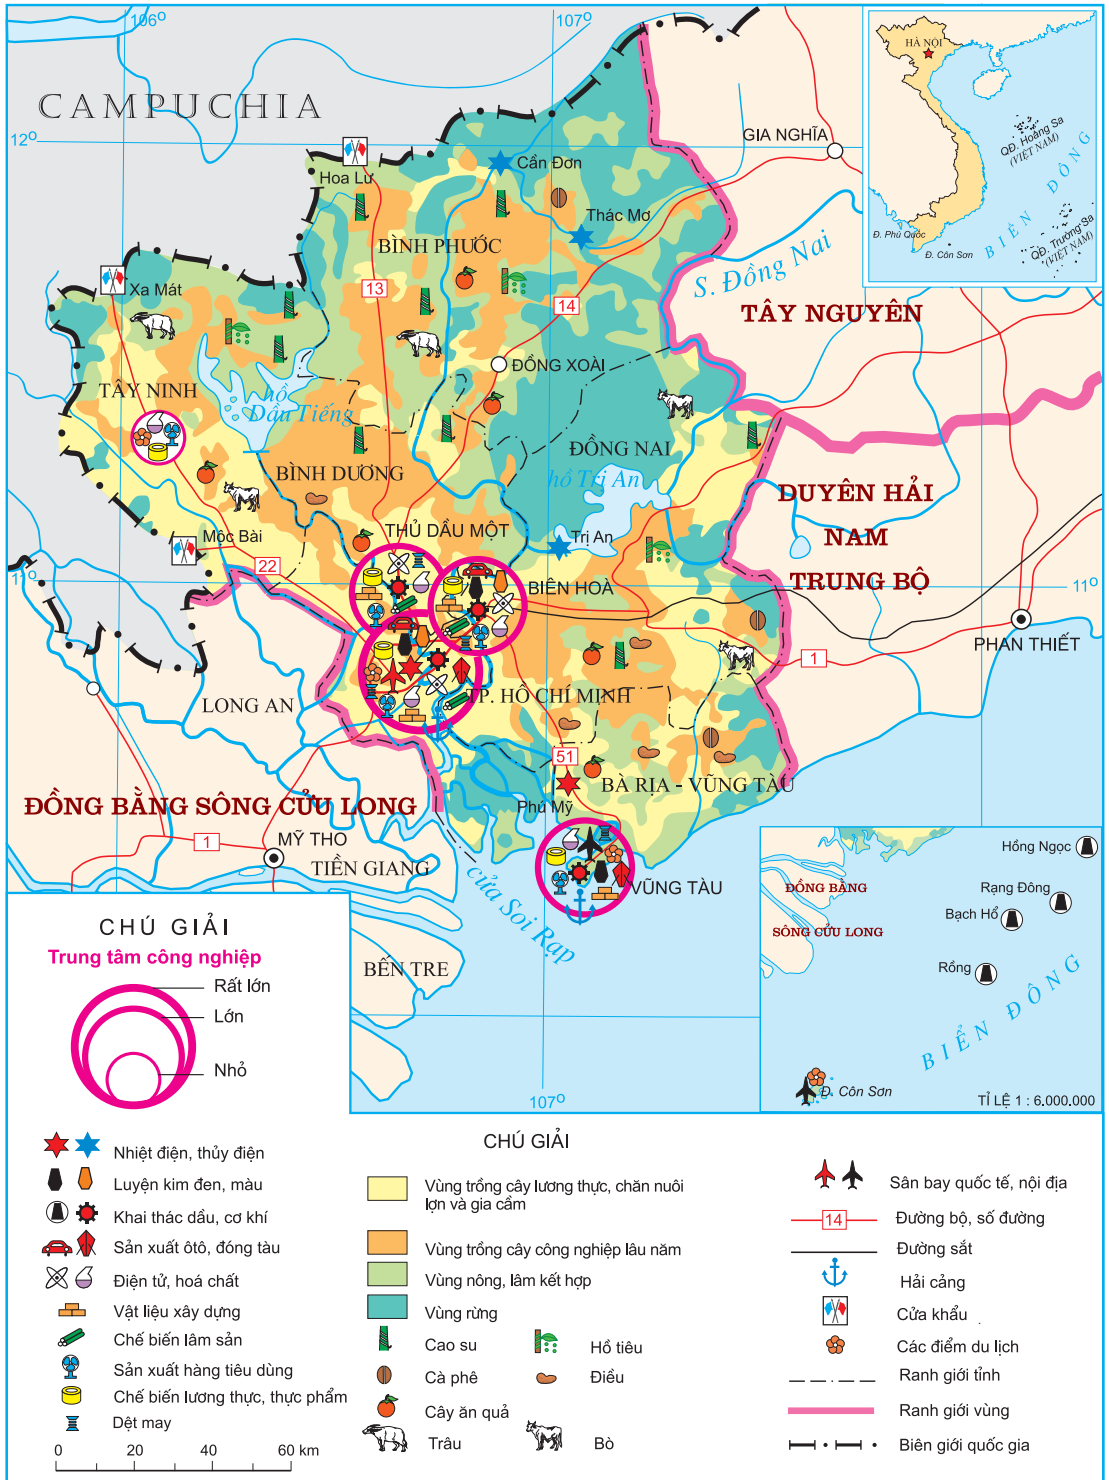 106°
107°
12°
CAMPUCHIA
HÀ NỘI
QĐ. Hoàng Sa
(VIỆT NAM)
BIỂN ĐÔNG
Đ. Phú Quốc
QĐ. Trường Sa
(VIỆT NAM)
Đ. Côn Sơn
GIA NGHĨA
Hoa Lư
Cần Đơn
Thác Mơ
BÌNH PHƯỚC
S. Đồng Nai
Xa Mát
13
14
TÂY NGUYÊN
ĐỒNG XOÀI
TÂY NINH
hồ
Dầu Tiếng
ĐỒNG NAI
BÌNH DƯƠNG
hồ Trị An
DUYÊN HẢI
NAM
TRUNG BỘ
THỦ DẦU MỘT
Mộc Bài
Trị An
22
11°
BIÊN HOÀ
11°
PHAN THIẾT
1
LONG AN
TP. HỒ CHÍ MINH
51
BÀ RỊA - VŨNG TÀU
Phú Mỹ
ĐỒNG BẰNG SÔNG CỬU LONG
1
MỸ THO
TIỀN GIANG
cửa Soi Rạp
VŨNG TÀU
BẾN TRE
107°
Hồng Ngọc
Rạng Đông
Bạch Hổ
Rồng
ĐỒNG BẰNG
SÔNG CỬU LONG
BIỂN ĐÔNG
Đ. Côn Sơn
TỈ LỆ 1 : 6.000.000
CHÚ GIẢI
Trung tâm công nghiệp
Rất lớn
Lớn
Nhỏ
Nhiệt điện, thủy điện
Luyện kim đen, màu
Khai thác dầu, cơ khí
Sản xuất ôtô, đóng tàu
Điện tử, hoá chất
Vật liệu xây dựng
Chế biến lâm sản
Sản xuất hàng tiêu dùng
Chế biến lương thực, thực phẩm
Dệt may
0 20 40 60 km
CHÚ GIẢI
Vùng trồng cây lương thực, chăn nuôi
lợn và gia cầm
Vùng trồng cây công nghiệp lâu năm
Vùng nông, lâm kết hợp
Vùng rừng
Cao su
Hồ tiêu
Cà phê
Điều
Cây ăn quả
Trâu
Bò
Sân bay quốc tế, nội địa
14
Đường bộ, số đường
Đường sắt
Hải cảng
Cửa khẩu
Các điểm du lịch
Ranh giới tỉnh
Ranh giới vùng
Biên giới quốc gia